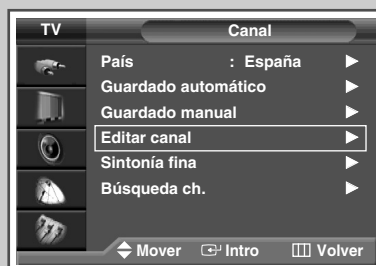 TV Canal
País : España
Guardado automático
Guardado manual
Editar canal
Sintonía fina
Búsqueda ch.
Mover Intro Volver